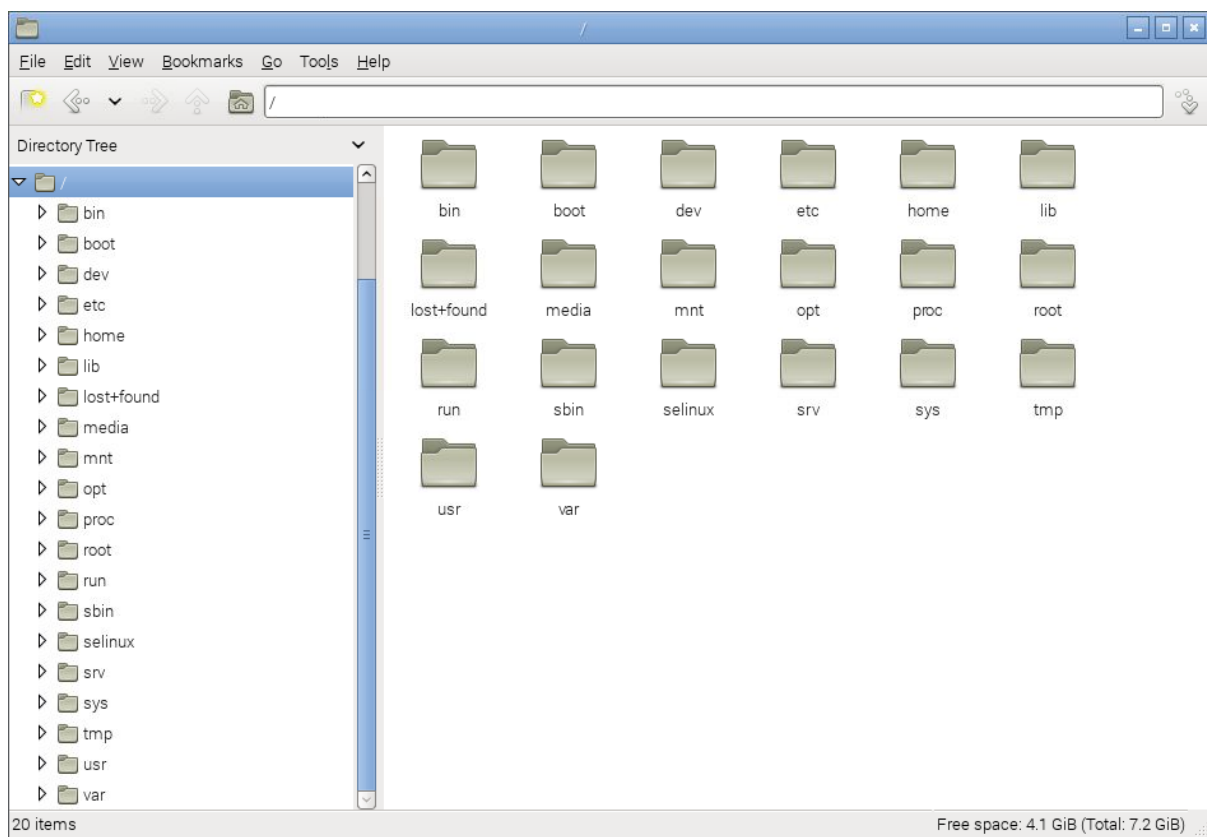 /
File Edit View Bookmarks Go Tools Help
/
Directory Tree
/
bin
boot
dev
etc
home
lib
lost+found
media
mnt
opt
proc
root
run
sbin
selinux
srv
sys
tmp
usr
var
bin boot dev etc home lib
lost+found media mnt opt proc root
run sbin selinux srv sys tmp
usr var
20 items Free space: 4.1 GiB (Total: 7.2 GiB)